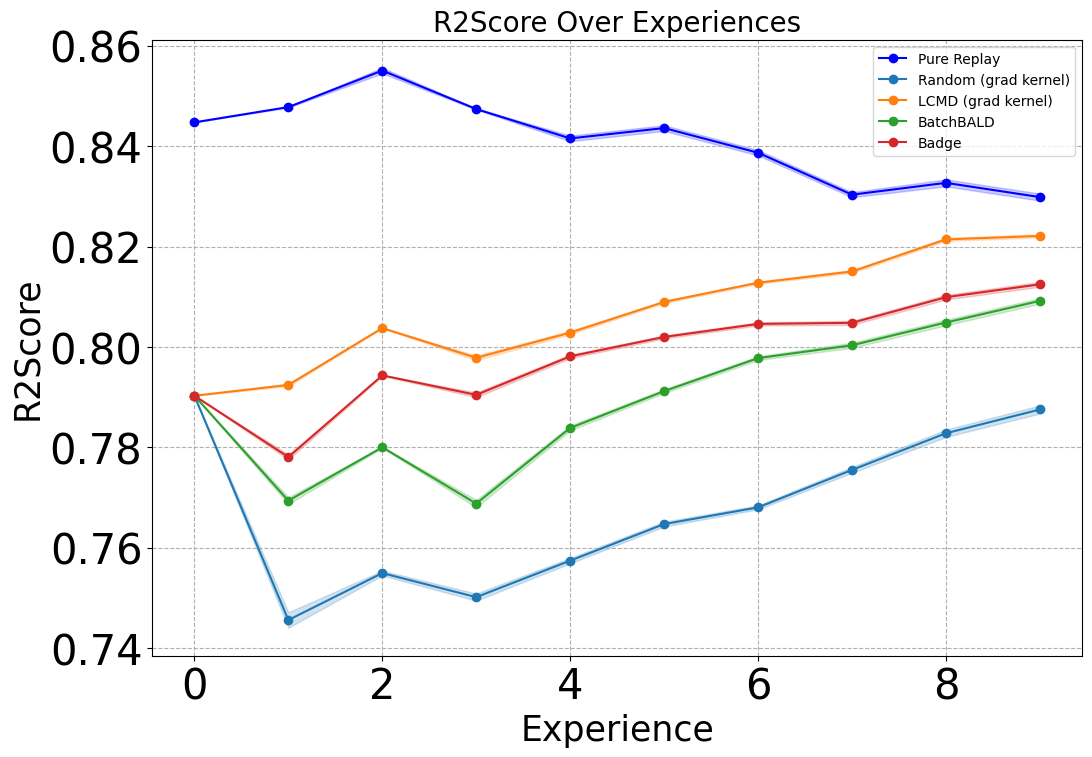 R2Score Over Experiences
0.86
0.84
0.82
0.80
0.78
0.76
0.74
R2Score
Pure Replay
Random (grad kernel)
LCMD (grad kernel)
BatchBALD
Badge
0 2 4 6 8
Experience